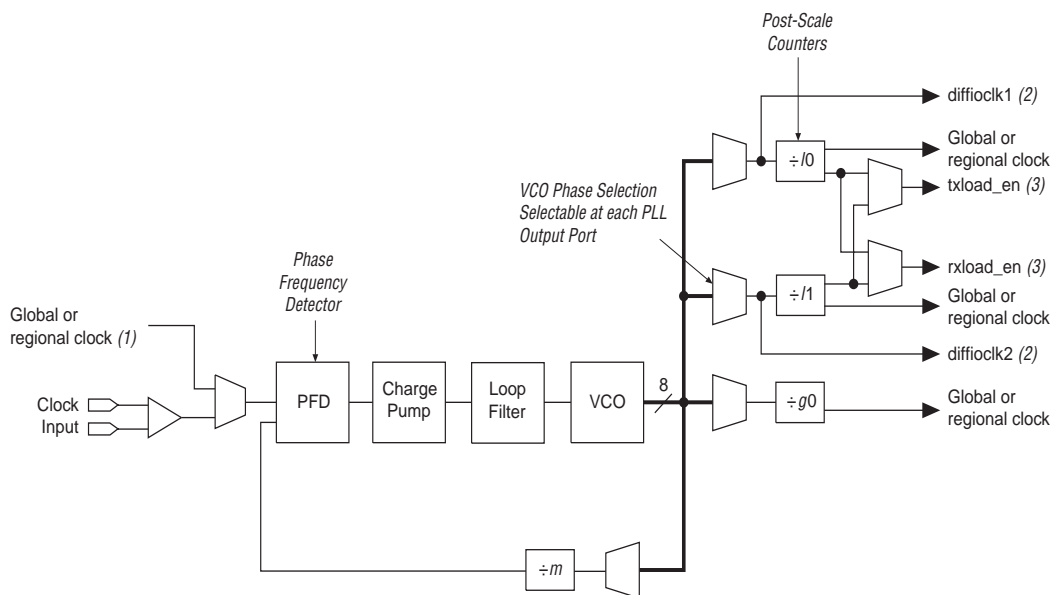 Post-Scale
Counters
diffioclk1 (2)
Global or
regional clock
÷l0
txload_en (3)
VCO Phase Selection
Selectable at each PLL
Output Port
rxload_en (3)
÷l1
Global or
regional clock
diffioclk2 (2)
Phase
Frequency
Detector
Global or
regional clock (1)
Clock
Input
PFD
Charge
Pump
Loop
Filter
VCO
8
÷g0
Global or
regional clock
÷m